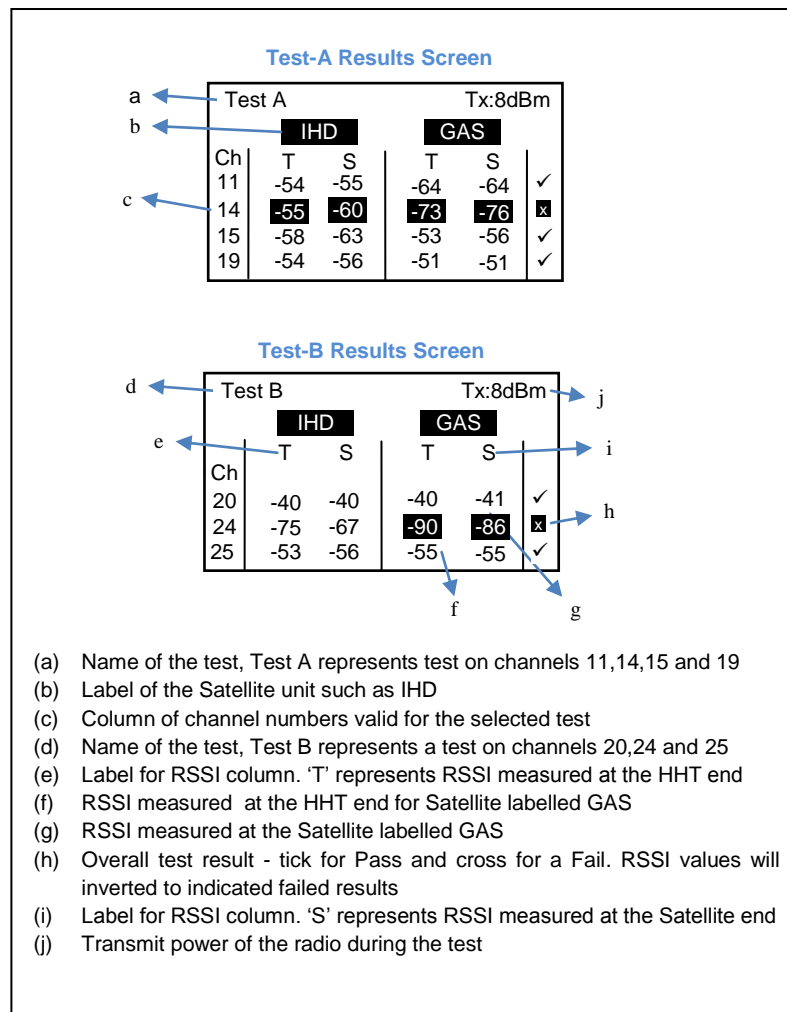 Test-A Results Screen
a
Test A Tx:8dBm
b
IHD GAS
Ch T S T S
11 -54 -55 -64 -64 ✓
c
14 -55 -60 -73 -76 x
15 -58 -63 -53 -56 ✓
19 -54 -56 -51 -51 ✓
Test-B Results Screen
d
Test B Tx:8dBm
j
IHD GAS
e
T S T S
i
Ch
20 -40 -40 -40 -41 ✓
24 -75 -67 -90 -86 x
h
25 -53 -56 -55 -55 ✓
f
g
(a) Name of the test, Test A represents test on channels 11,14,15 and 19
(b) Label of the Satellite unit such as IHD
(c) Column of channel numbers valid for the selected test
(d) Name of the test, Test B represents a test on channels 20,24 and 25
(e) Label for RSSI column. ‘T’ represents RSSI measured at the HHT end
(f) RSSI measured at the HHT end for Satellite labelled GAS
(g) RSSI measured at the Satellite labelled GAS
(h) Overall test result - tick for Pass and cross for a Fail. RSSI values will
inverted to indicated failed results
(i) Label for RSSI column. ‘S’ represents RSSI measured at the Satellite end
(j) Transmit power of the radio during the test